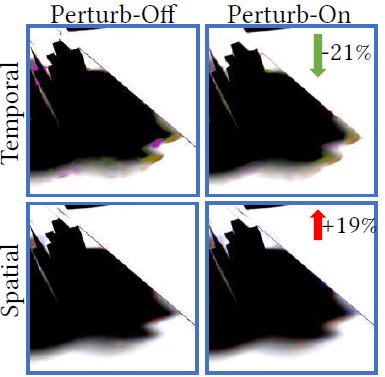 Perturb-Off
Perturb-On
Temporal
-21%
Spatial
+19%